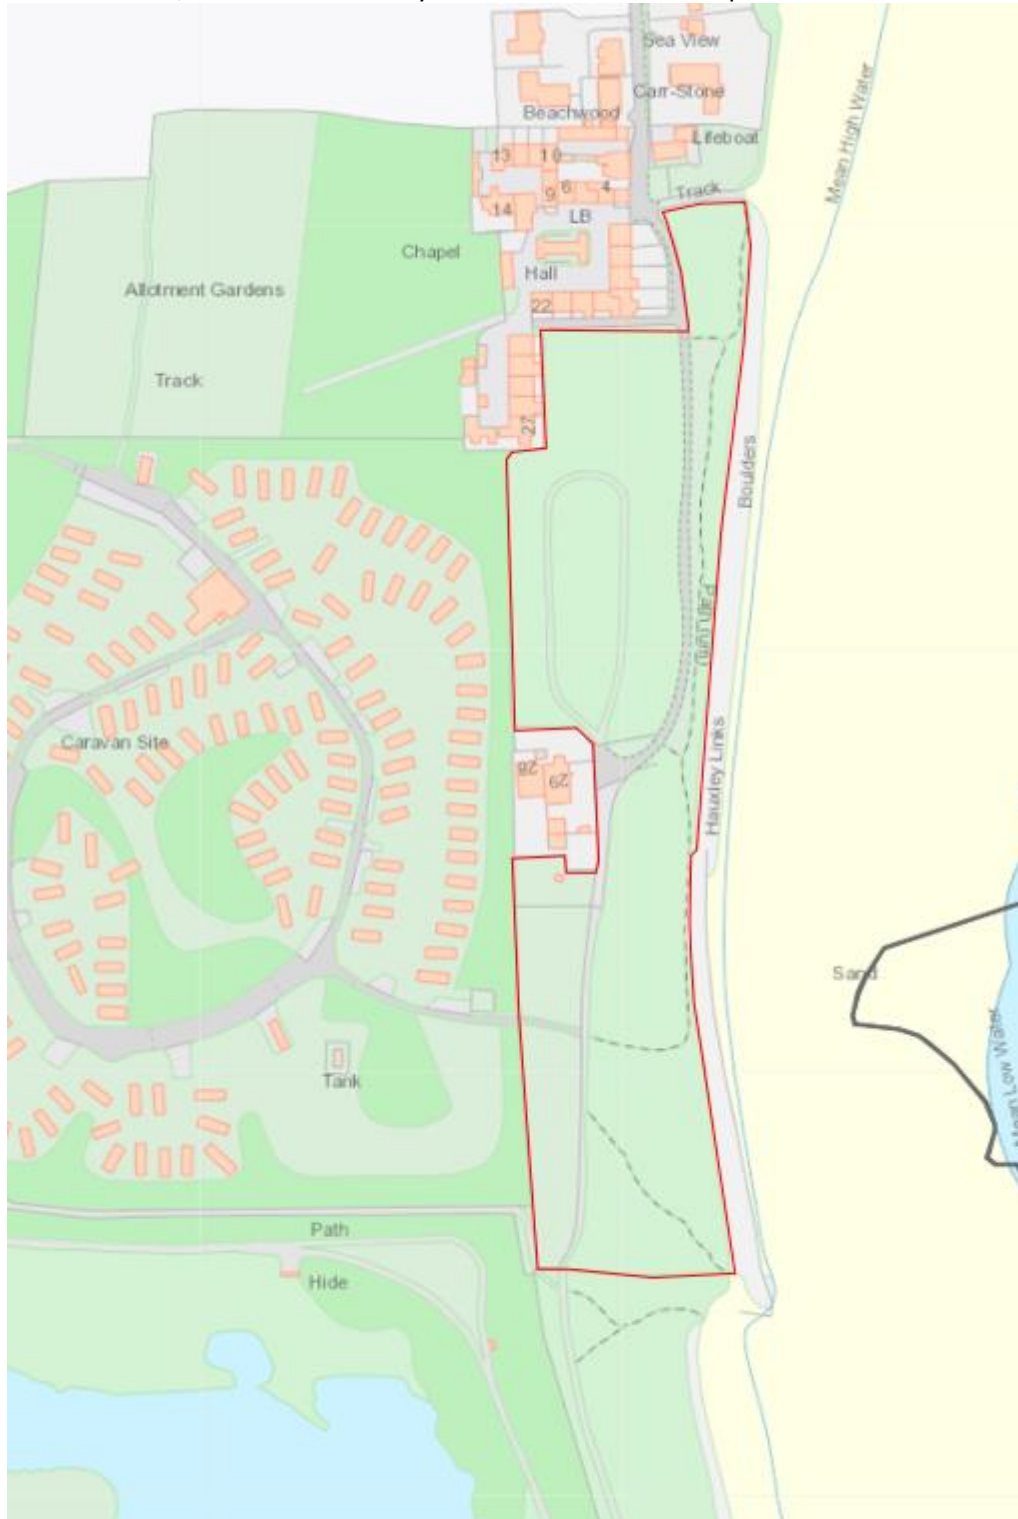 Sea View
Carr-Stone
Beachwood
Mean High Water
Lifeboat
13
10
6
4
9
Track
14
LB
Chapel
Hall
Allotment Gardens
22
Track
27
Boulders
Path (um)
Hauxley Links
Caravan Site
28
29
Sand
Mean Low Water
Tank
Path
Hide